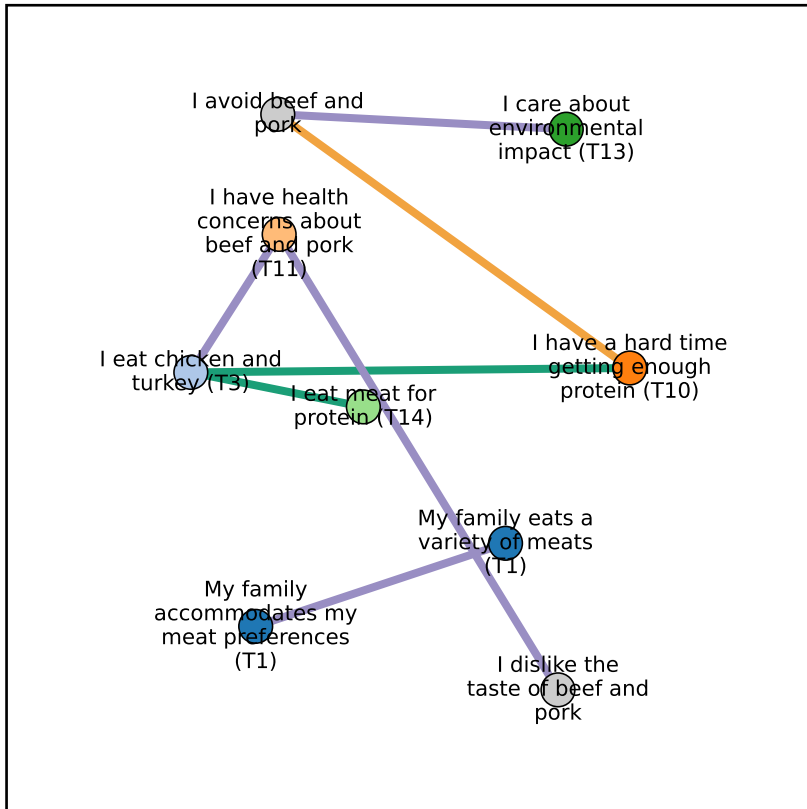 I avoid beef and
pork
I care about
environmental
impact (T13)
I have health
concerns about
beef and pork
(T11)
I have a hard time
getting enough
protein (T10)
I eat chicken and
turkey (T3)
I eat meat for
protein (T14)
My family eats a
variety of meats
(T1)
My family
accommodates my
meat preferences
(T1)
I dislike the
taste of beef and
pork